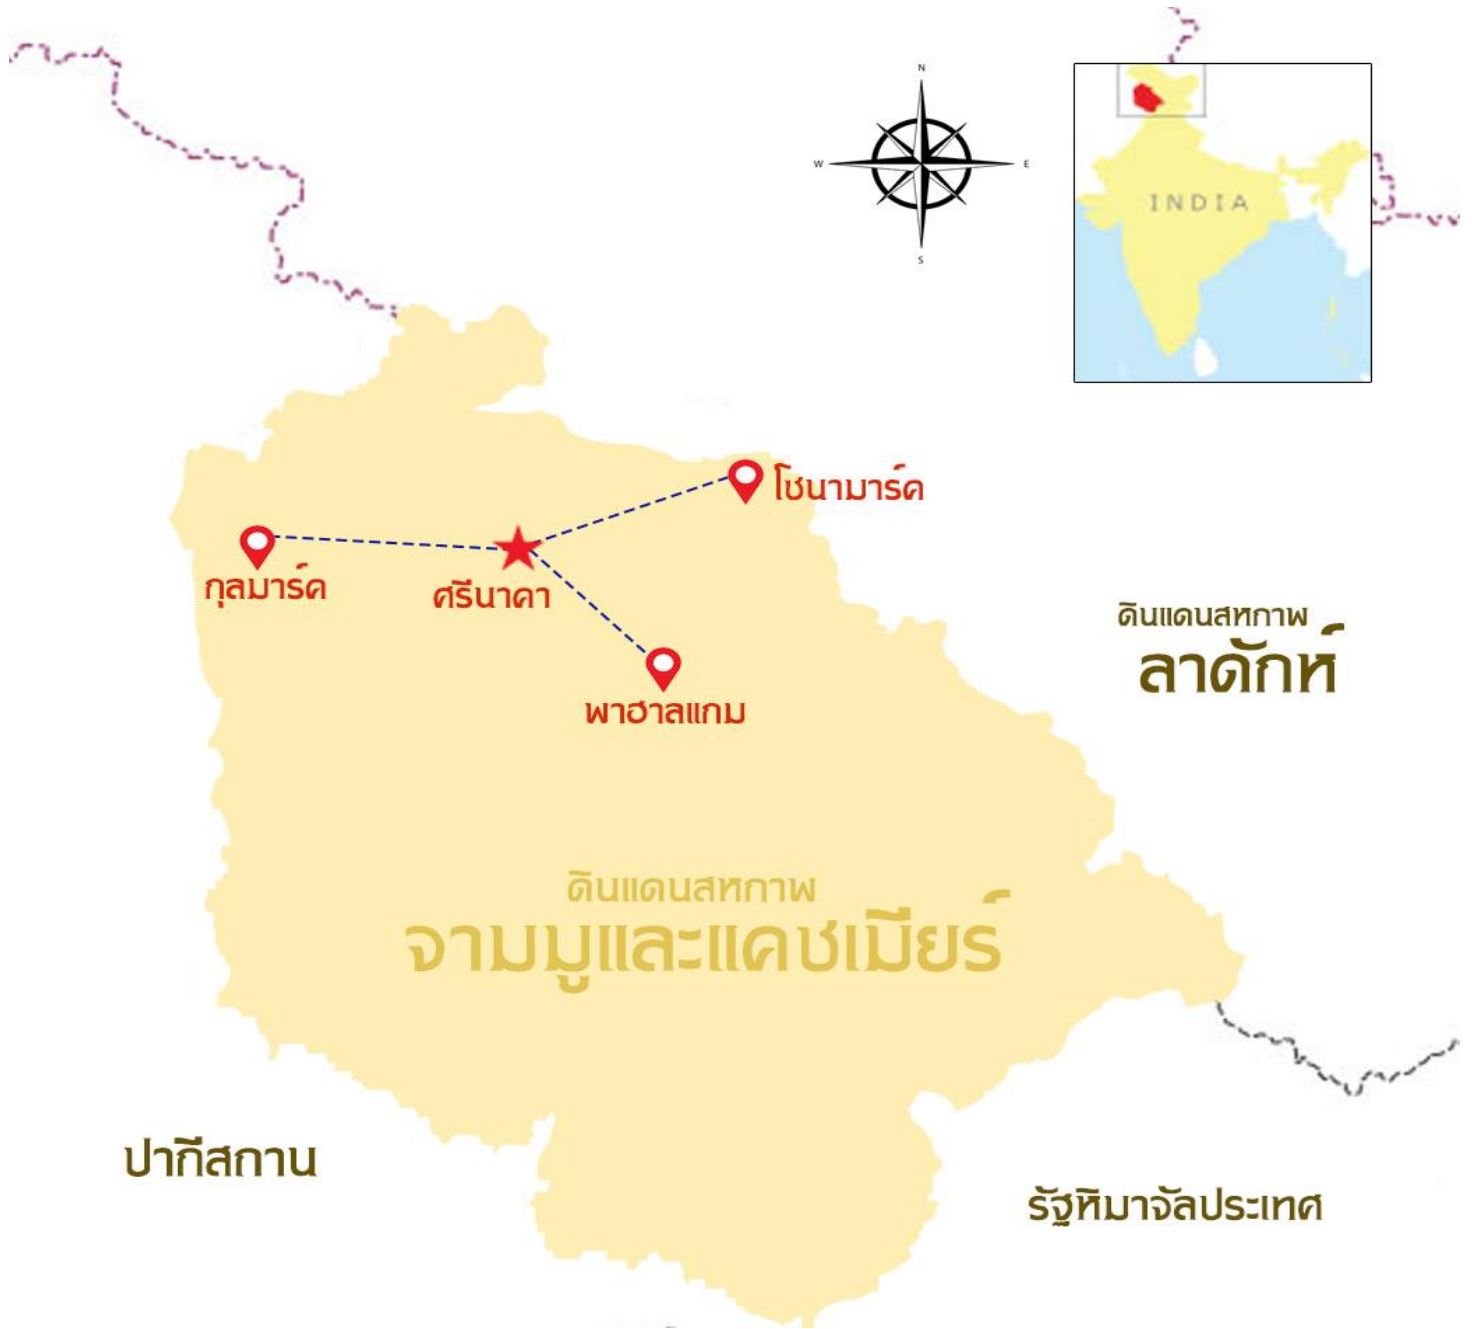 N
W
E
S
INDIA
โซนามาร์ค
กุลมาร์ค
ศรีนาคา
ดินแดนสหภาพ
ลาดักห์
พาฮาลแกม
ดินแดนสหภาพ
จามมูและแคชเมียร์
ปากีสถาน
รัฐหิมาจัลประเทศ